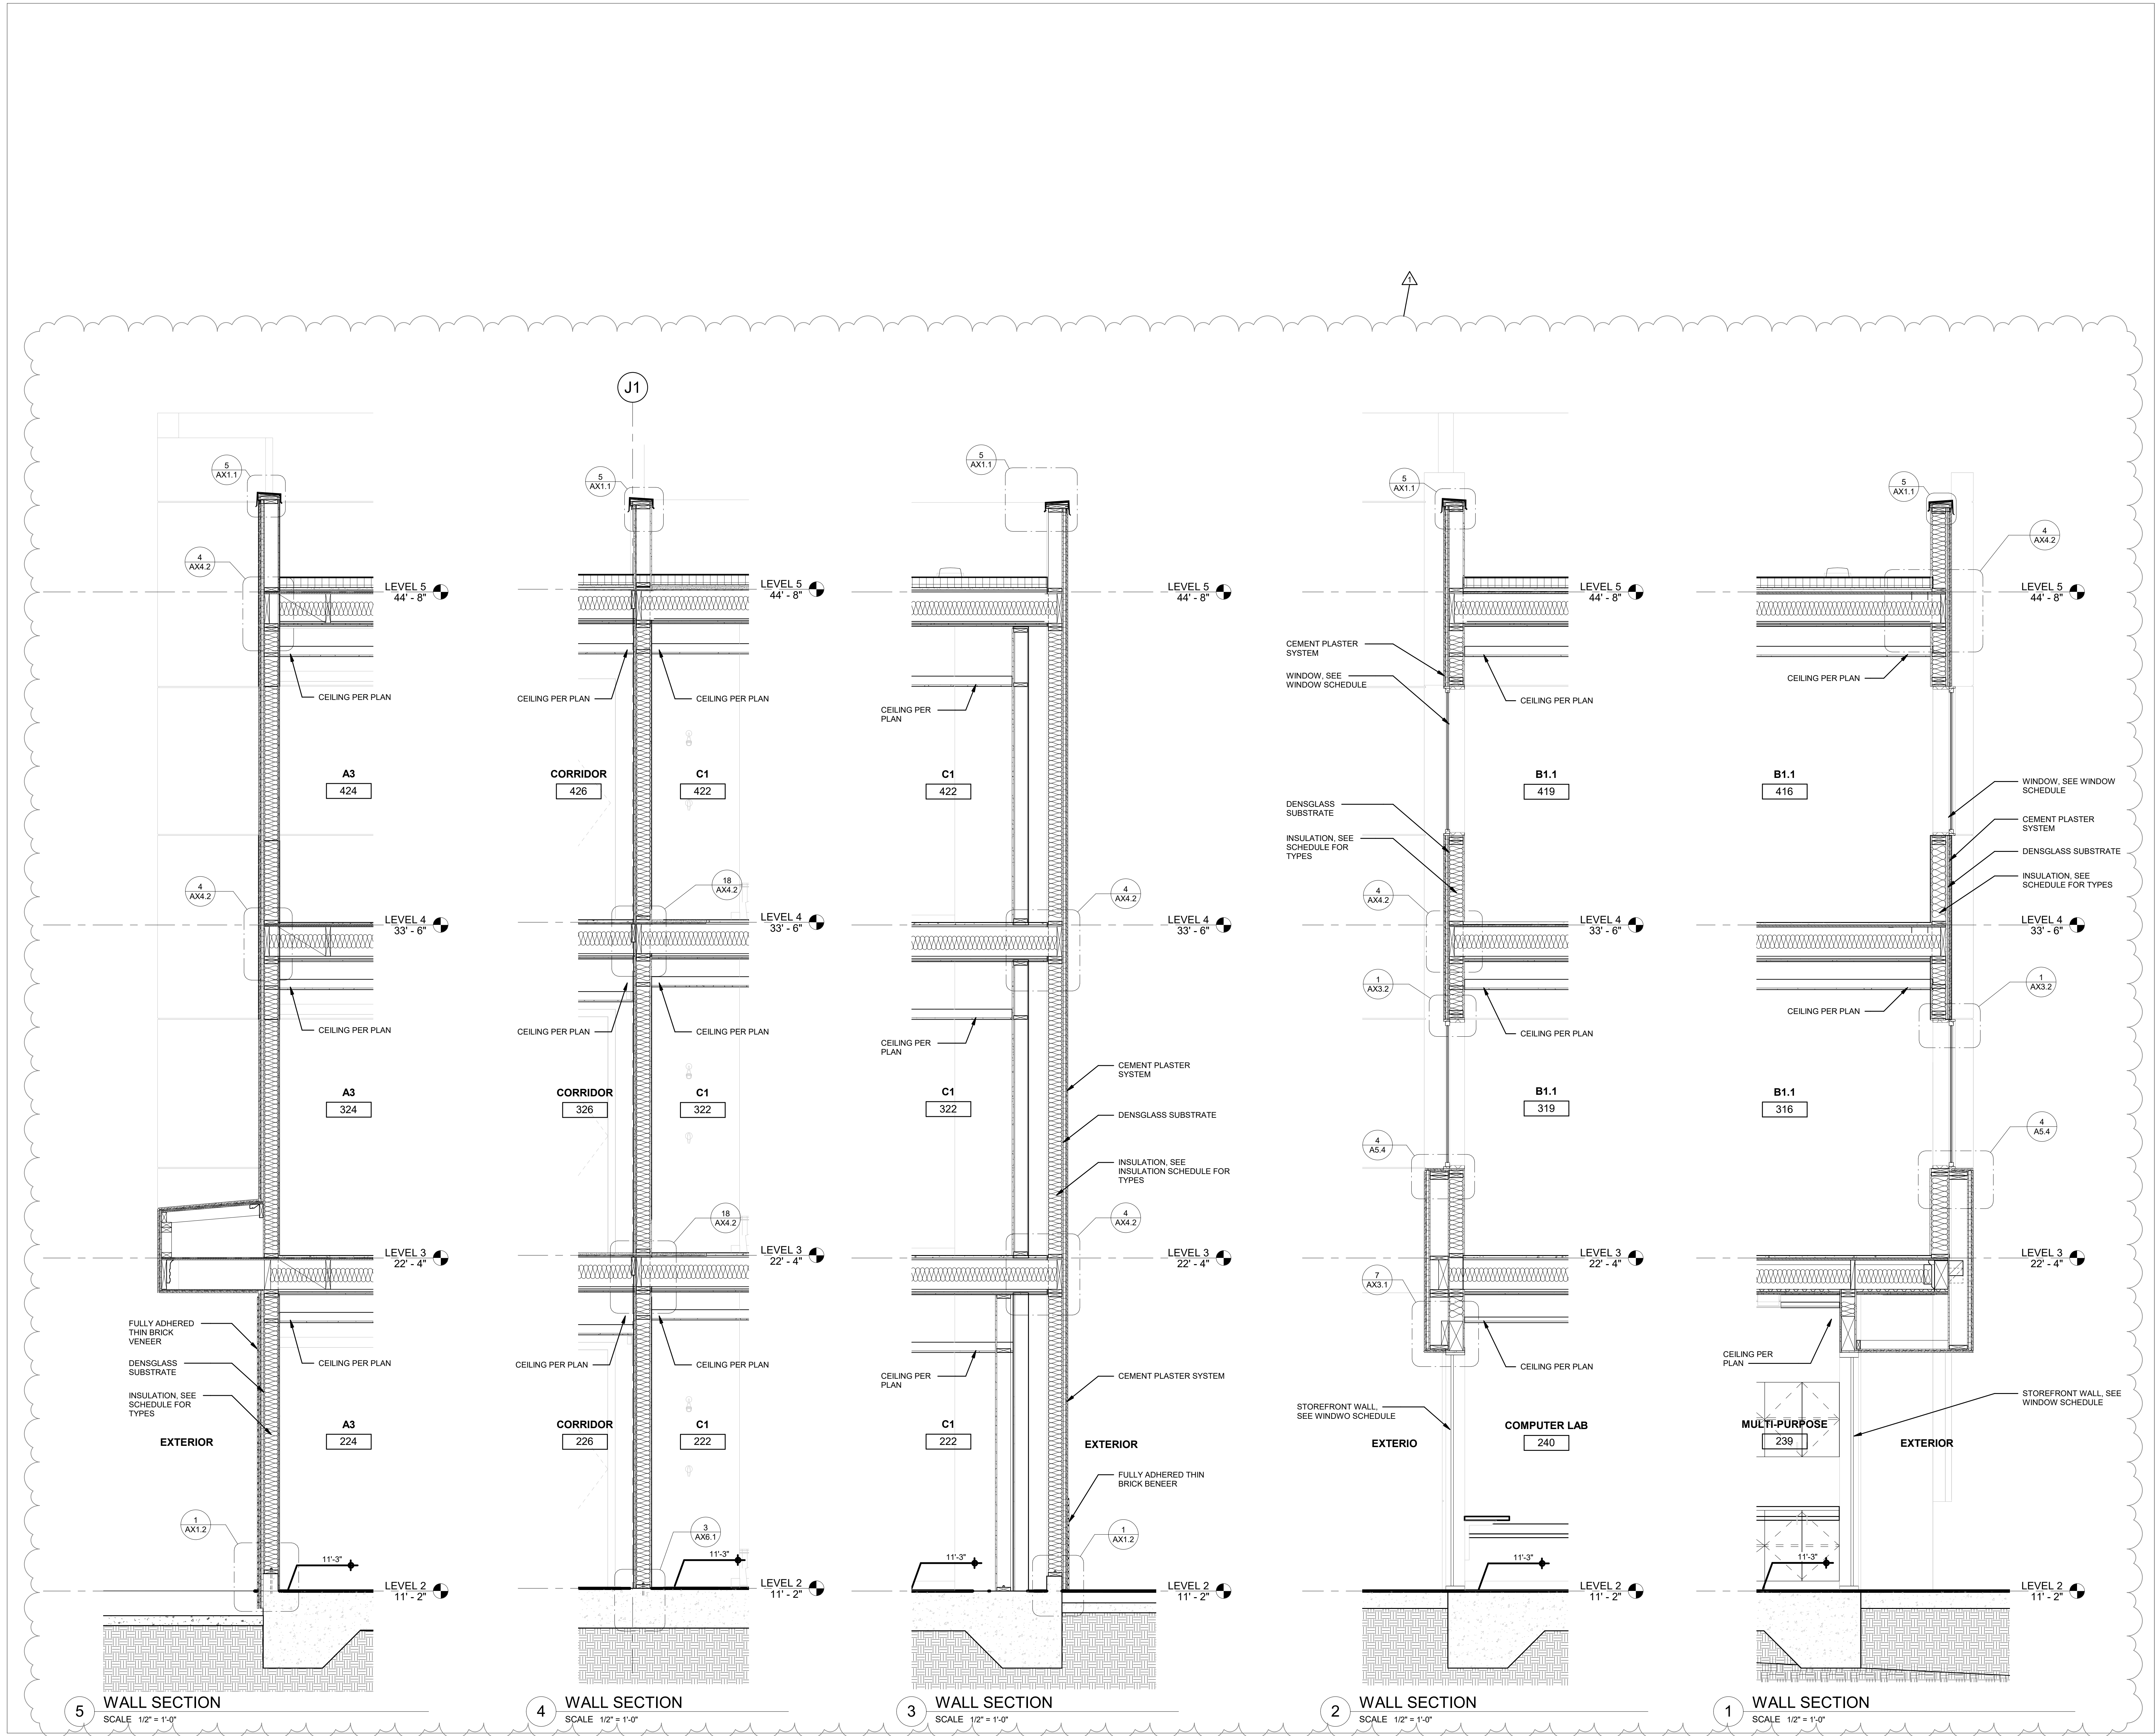 1
J1
5
AX1.1
4
AX4.2
LEVEL 5
44' - 8"
CEILING PER PLAN
A3
424
4
AX4.2
LEVEL 4
33' - 6"
CEILING PER PLAN
A3
324
LEVEL 3
22' - 4"
FULLY ADHERED
THIN BRICK
VENEER
DENSGLASS
SUBSTRATE
INSULATION, SEE
SCHEDULE FOR
TYPES
CEILING PER PLAN
EXTERIOR
A3
224
1
AX1.2
11'-3"
LEVEL 2
11' - 2"
5
WALL SECTION
SCALE 1/2" = 1'-0"
5
AX1.1
LEVEL 5
44' - 8"
CEILING PER PLAN
CEILING PER PLAN
CORRIDOR
426
C1
422
18
AX4.2
LEVEL 4
33' - 6"
CEILING PER PLAN
CEILING PER PLAN
CORRIDOR
326
C1
322
18
AX4.2
LEVEL 3
22' - 4"
CEILING PER PLAN
CEILING PER PLAN
CORRIDOR
226
C1
222
3
AX6.1
11'-3"
LEVEL 2
11' - 2"
4
WALL SECTION
SCALE 1/2" = 1'-0"
5
AX1.1
LEVEL 5
44' - 8"
CEILING PER
PLAN
C1
422
4
AX4.2
LEVEL 4
33' - 6"
CEILING PER
PLAN
CEMENT PLASTER
SYSTEM
C1
322
DENSGLASS SUBSTRATE
INSULATION, SEE
INSULATION SCHEDULE FOR
TYPES
4
AX4.2
LEVEL 3
22' - 4"
CEILING PER
PLAN
CEMENT PLASTER SYSTEM
C1
222
EXTERIOR
FULLY ADHERED THIN
BRICK BENEER
1
AX1.2
11'-3"
LEVEL 2
11' - 2"
3
WALL SECTION
SCALE 1/2" = 1'-0"
5
AX1.1
LEVEL 5
44' - 8"
CEMENT PLASTER
SYSTEM
WINDOW, SEE
WINDOW SCHEDULE
CEILING PER PLAN
B1.1
419
DENSGLASS
SUBSTRATE
INSULATION, SEE
SCHEDULE FOR
TYPES
4
AX4.2
LEVEL 4
33' - 6"
1
AX3.2
CEILING PER PLAN
B1.1
319
4
A5.4
LEVEL 3
22' - 4"
7
AX3.1
CEILING PER PLAN
STOREFRONT WALL,
SEE WINDWO SCHEDULE
EXTERIO
COMPUTER LAB
240
11'-3"
LEVEL 2
11' - 2"
2
WALL SECTION
SCALE 1/2" = 1'-0"
5
AX1.1
4
AX4.2
LEVEL 5
44' - 8"
CEILING PER PLAN
B1.1
416
WINDOW, SEE WINDOW
SCHEDULE
CEMENT PLASTER
SYSTEM
DENSGLASS SUBSTRATE
INSULATION, SEE
SCHEDULE FOR TYPES
LEVEL 4
33' - 6"
1
AX3.2
CEILING PER PLAN
B1.1
316
4
A5.4
LEVEL 3
22' - 4"
CEILING PER
PLAN
STOREFRONT WALL, SEE
WINDOW SCHEDULE
MULTI-PURPOSE
239
EXTERIOR
11'-3"
LEVEL 2
11' - 2"
1
WALL SECTION
SCALE 1/2" = 1'-0"